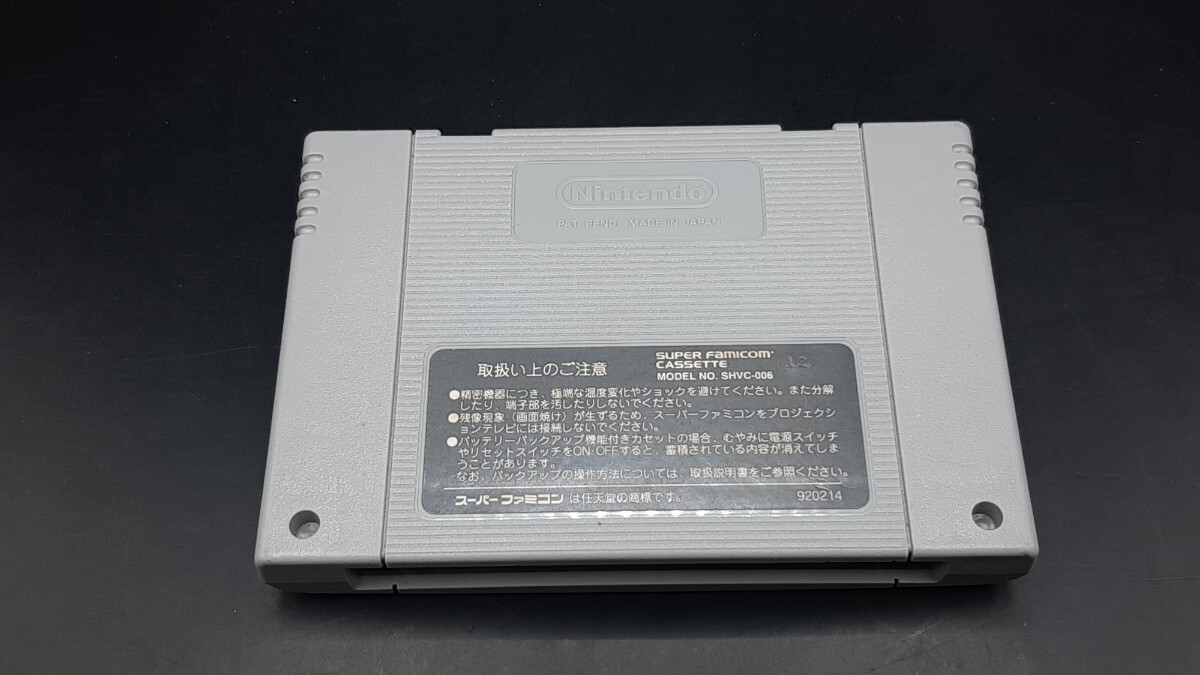 Nintendo®
PAT. PEND. MADE IN JAPAN
取扱い上のご注意
SUPER FAMICOM
CASSETTE
MODEL NO. SHVC-006
12
●精密機器につき、極端な温度変化やショックを避けてください。また分解
したり、端子部を汚したりしないでください。
●残像現象(画面焼け)が生ずるため、スーパーファミコンをプロジェクシ
ョンテレビには接続しないでください。
●バッテリーバックアップ機能付きカセットの場合、むやみに電源スイッチ
やリセットスイッチをON・OFFすると、蓄積されている内容が消えてしま
うことがあります。
なお、バックアップの操作方法については、取扱説明書をご参照ください。
スーパーファミコンは任天堂の商標です。
920214